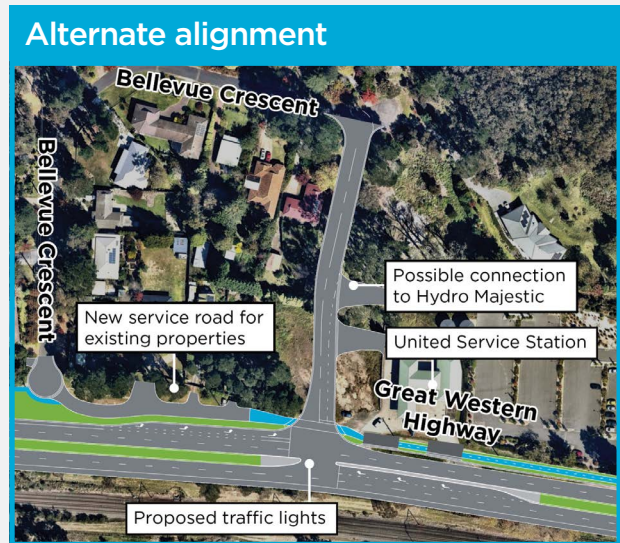 Alternate alignment
Bellevue Crescent
Bellevue Crescent
Possible connection
to Hydro Majestic
New service road for
existing properties
United Service Station
Great Western
Highway
Proposed traffic lights